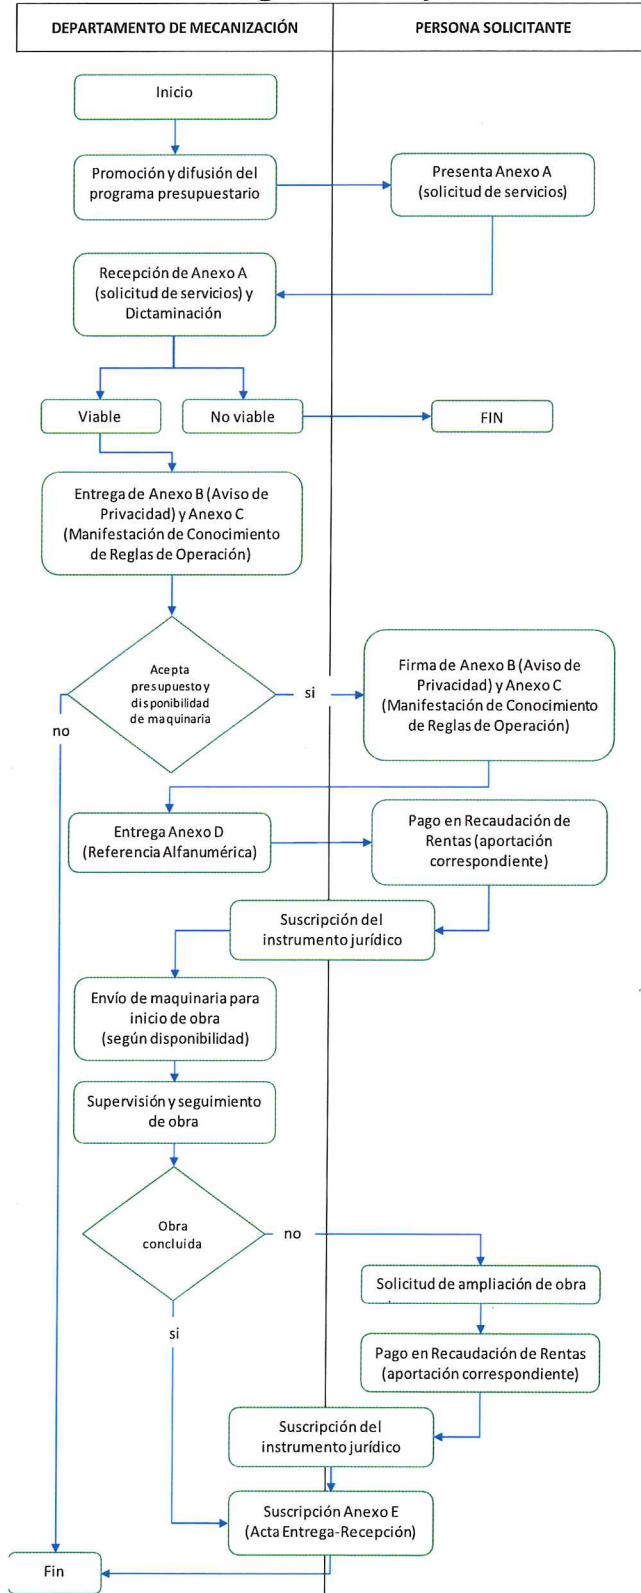 DEPARTAMENTO DE MECANIZACIÓN
PERSONA SOLICITANTE
Inicio
Promoción y difusión del
programa presupuestario
Presenta Anexo A
(solicitud de servicios)
Recepción de Anexo A
(solicitud de servicios) y
Dictaminación
Viable
No viable
FIN
Entrega de Anexo B (Aviso de
Privacidad) y Anexo C
(Manifestación de Conocimiento
de Reglas de Operación)
Acepta
presupuesto y
disponibilidad
de maquinaria
si
no
Firma de Anexo B (Aviso de
Privacidad) y Anexo C
(Manifestación de Conocimiento
de Reglas de Operación)
Entrega Anexo D
(Referencia Alfanumérica)
Pago en Recaudación de
Rentas (aportación
correspondiente)
Suscripción del
instrumento jurídico
Envío de maquinaria para
inicio de obra
(según disponibilidad)
Supervisión y seguimiento
de obra
Obra
concluida
no
si
Solicitud de ampliación de obra
Pago en Recaudación de Rentas
(aportación correspondiente)
Suscripción del
instrumento jurídico
Suscripción Anexo E
(Acta Entrega-Recepción)
Fin